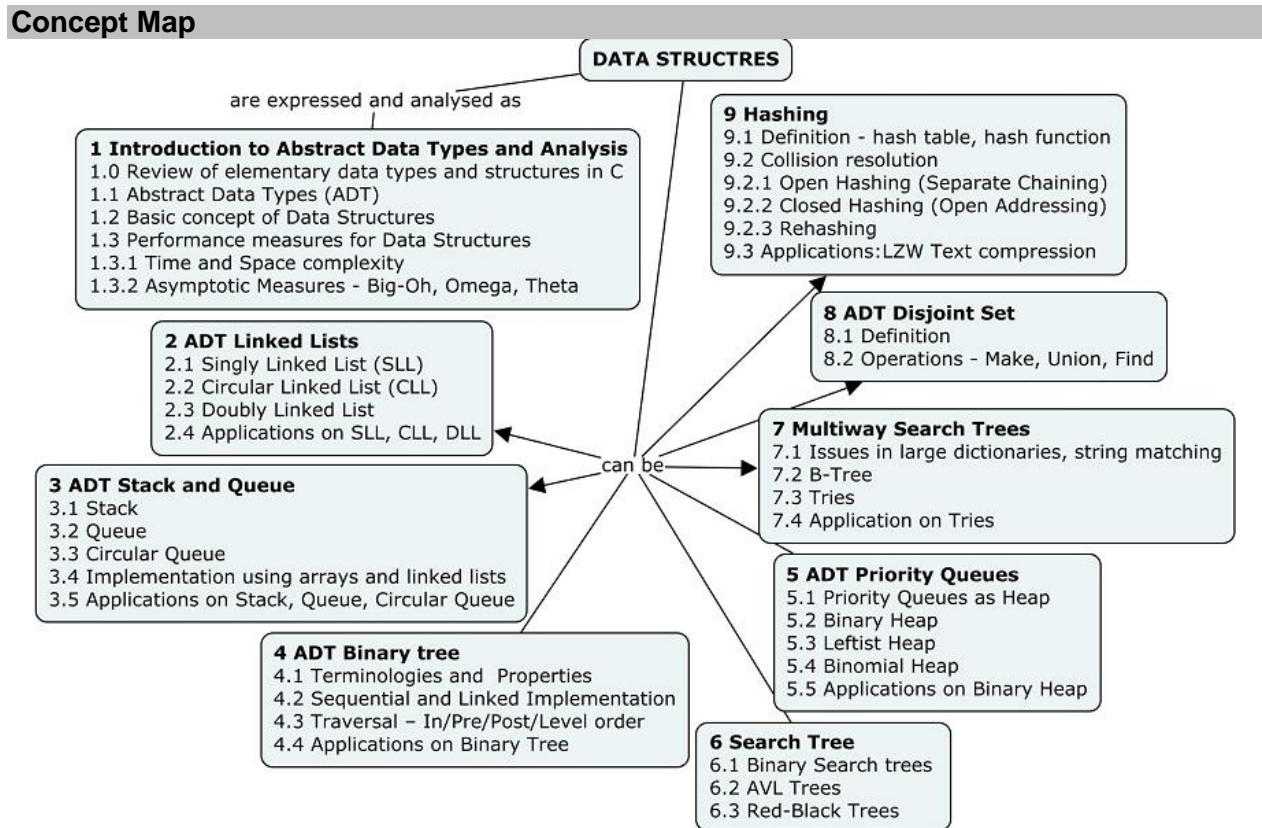 Concept Map
DATA STRUCTRES
are expressed and analysed as
1 Introduction to Abstract Data Types and Analysis
1.0 Review of elementary data types and structures in C
1.1 Abstract Data Types (ADT)
1.2 Basic concept of Data Structures
1.3 Performance measures for Data Structures
1.3.1 Time and Space complexity
1.3.2 Asymptotic Measures - Big-Oh, Omega, Theta
9 Hashing
9.1 Definition - hash table, hash function
9.2 Collision resolution
9.2.1 Open Hashing (Separate Chaining)
9.2.2 Closed Hashing (Open Addressing)
9.2.3 Rehashing
9.3 Applications:LZW Text compression
2 ADT Linked Lists
2.1 Singly Linked List (SLL)
2.2 Circular Linked List (CLL)
2.3 Doubly Linked List
2.4 Applications on SLL, CLL, DLL
8 ADT Disjoint Set
8.1 Definition
8.2 Operations - Make, Union, Find
can be
7 Multiway Search Trees
7.1 Issues in large dictionaries, string matching
7.2 B-Tree
7.3 Tries
7.4 Application on Tries
3 ADT Stack and Queue
3.1 Stack
3.2 Queue
3.3 Circular Queue
3.4 Implementation using arrays and linked lists
3.5 Applications on Stack, Queue, Circular Queue
5 ADT Priority Queues
5.1 Priority Queues as Heap
5.2 Binary Heap
5.3 Leftist Heap
5.4 Binomial Heap
5.5 Applications on Binary Heap
4 ADT Binary tree
4.1 Terminologies and Properties
4.2 Sequential and Linked Implementation
4.3 Traversal – In/Pre/Post/Level order
4.4 Applications on Binary Tree
6 Search Tree
6.1 Binary Search trees
6.2 AVL Trees
6.3 Red-Black Trees